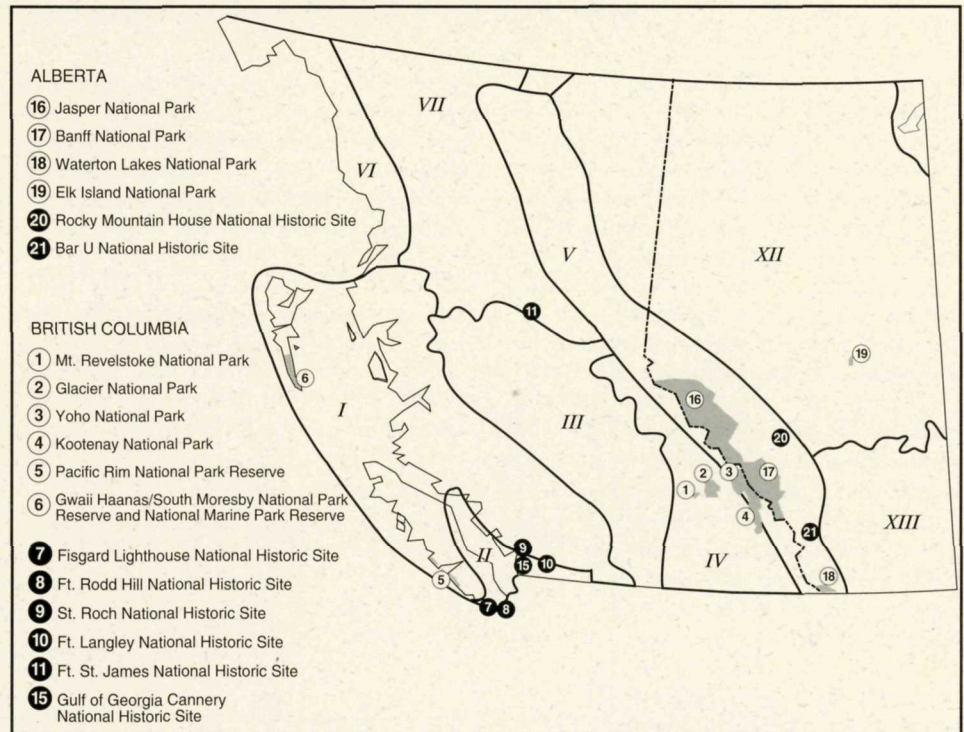 ALBERTA
16 Jasper National Park
17 Banff National Park
18 Waterton Lakes National Park
19 Elk Island National Park
20 Rocky Mountain House National Historic Site
21 Bar U National Historic Site
BRITISH COLUMBIA
1 Mt. Revelstoke National Park
2 Glacier National Park
3 Yoho National Park
4 Kootenay National Park
5 Pacific Rim National Park Reserve
6 Gwaii Haanas/South Moresby National Park
Reserve and National Marine Park Reserve
7 Fisgard Lighthouse National Historic Site
8 Ft. Rodd Hill National Historic Site
9 St. Roch National Historic Site
10 Ft. Langley National Historic Site
11 Ft. St. James National Historic Site
15 Gulf of Georgia Cannery
National Historic Site
VII
VI
V
XII
11
19
6
I
16
III
20
2
3
17
1
4
XIII
21
9
II
15
10
IV
5
18
7
8